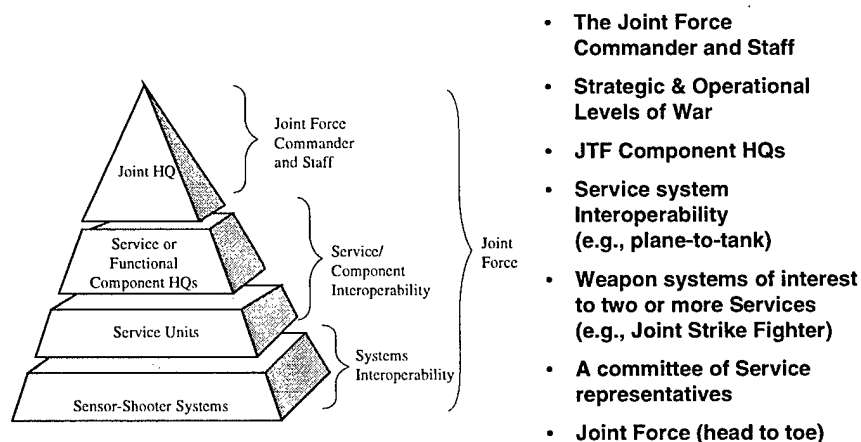 Joint HQ
Service or
Functional
Component HQs
Service Units
Sensor-Shooter Systems
Joint Force
Commander
and Staff
Service/
Component
Interoperability
Systems
Interoperability
Joint
Force
• The Joint Force
Commander and Staff
• Strategic & Operational
Levels of War
• JTF Component HQs
• Service system
Interoperability
(e.g., plane-to-tank)
• Weapon systems of interest
to two or more Services
(e.g., Joint Strike Fighter)
• A committee of Service
representatives
• Joint Force (head to toe)